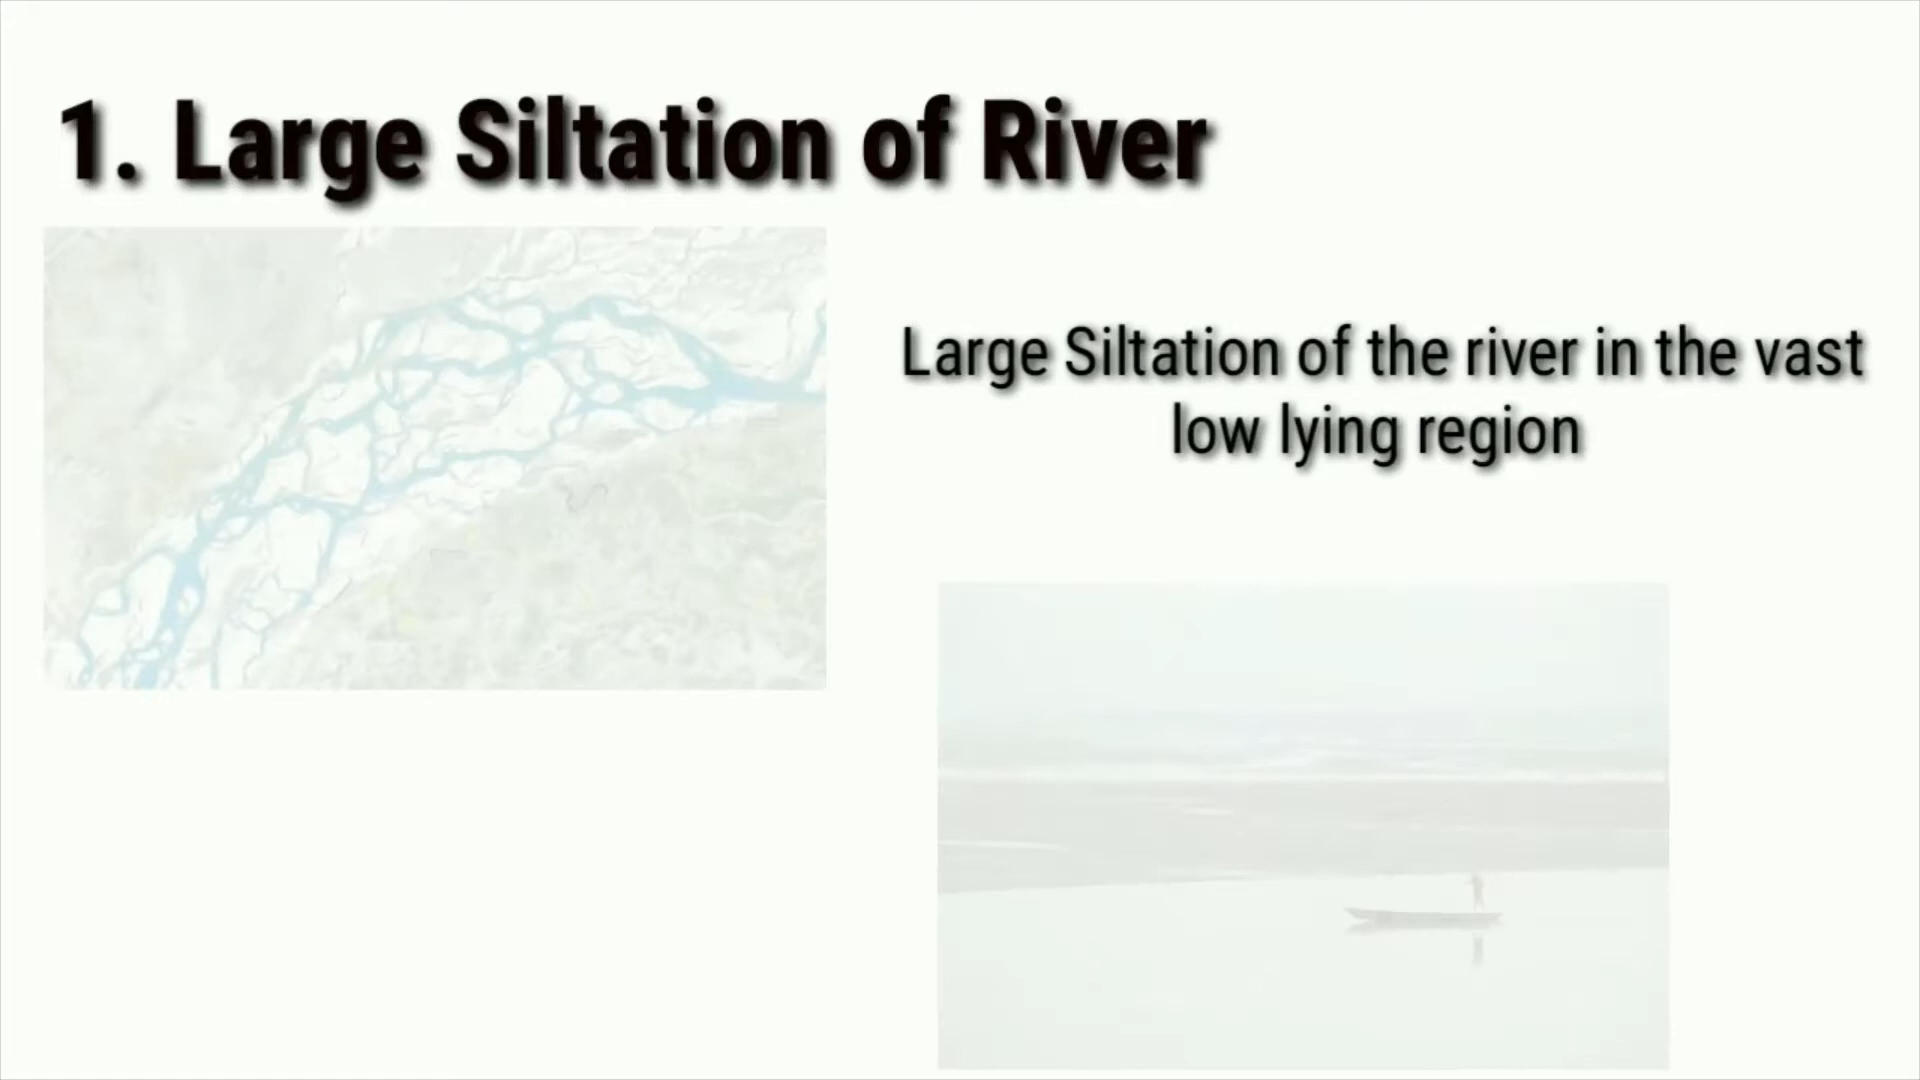 1. Large Siltation of River
Large Siltation of the river in the vast
low lying region